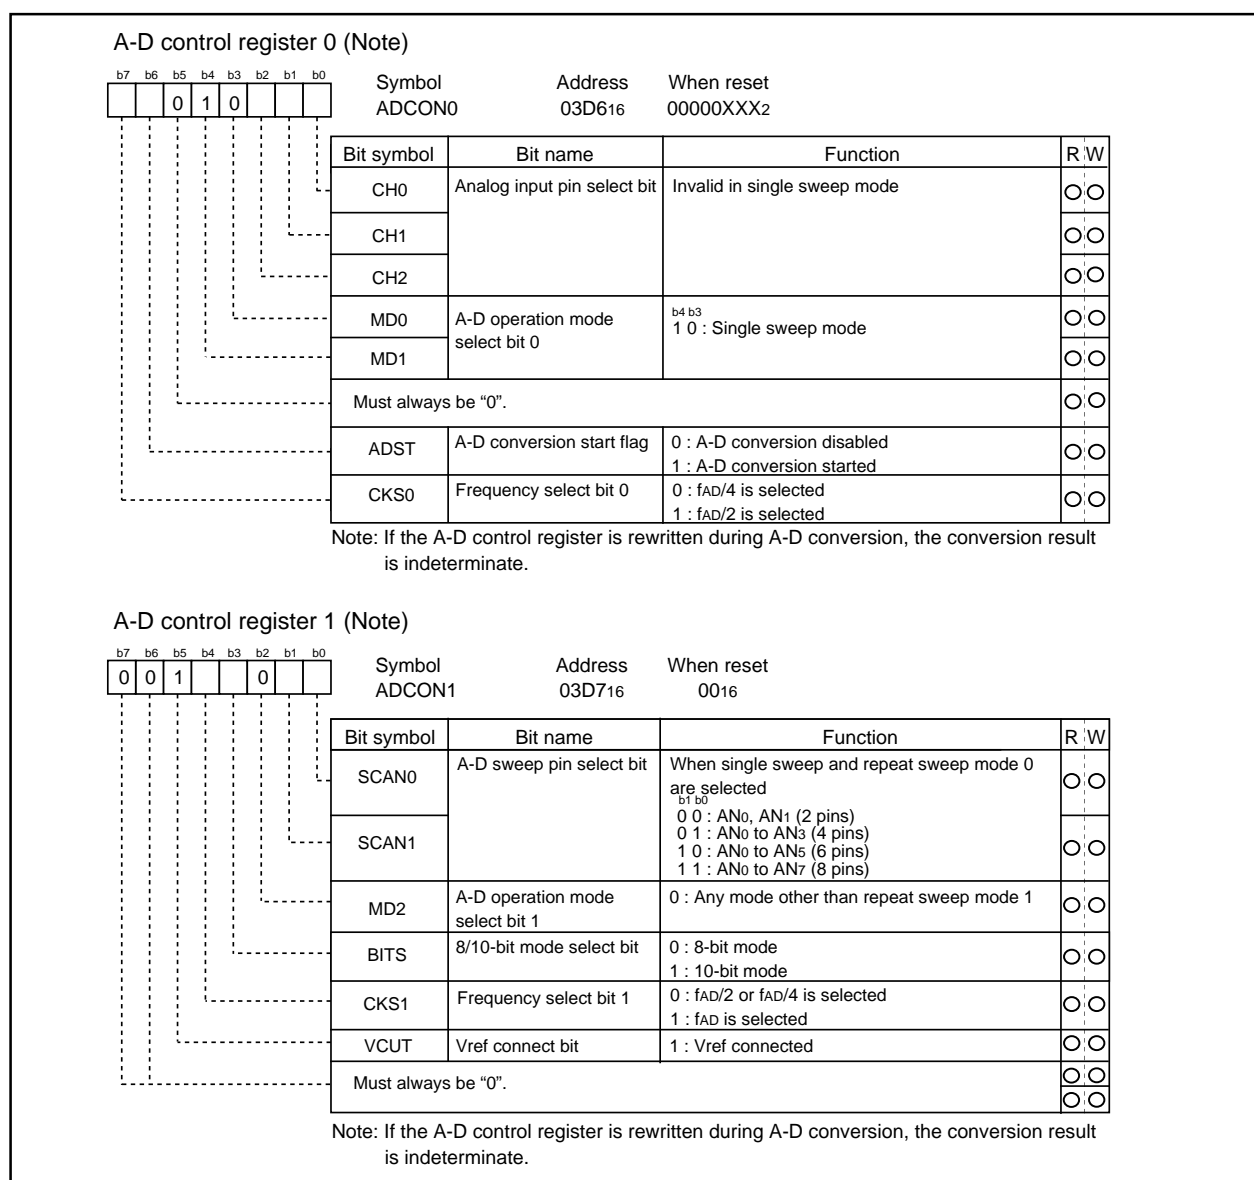 A-D control register 0 (Note)
b7 b6 b5 b4 b3 b2 b1 b0
0 1 0
Symbol Address When reset
ADCON0 03D616 00000XXX2
Bit symbol Bit name Function R W
CH0 Analog input pin select bit Invalid in single sweep mode
CH1
CH2
MD0 A-D operation mode select bit 0 b4 b3
1 0 : Single sweep mode
MD1
Must always be “0”.
ADST A-D conversion start flag 0 : A-D conversion disabled
1 : A-D conversion started
CKS0 Frequency select bit 0 0 : fAD/4 is selected
1 : fAD/2 is selected
Note: If the A-D control register is rewritten during A-D conversion, the conversion result
is indeterminate.
A-D control register 1 (Note)
b7 b6 b5 b4 b3 b2 b1 b0
0 0 1 0
Symbol Address When reset
ADCON1 03D716 0016
Bit symbol Bit name Function R W
SCAN0 A-D sweep pin select bit When single sweep and repeat sweep mode 0
are selected
b1 b0
0 0 : AN0, AN1 (2 pins)
0 1 : AN0 to AN3 (4 pins)
SCAN1 1 0 : AN0 to AN5 (6 pins)
1 1 : AN0 to AN7 (8 pins)
MD2 A-D operation mode select bit 1 0 : Any mode other than repeat sweep mode 1
BITS 8/10-bit mode select bit 0 : 8-bit mode
1 : 10-bit mode
CKS1 Frequency select bit 1 0 : fAD/2 or fAD/4 is selected
1 : fAD is selected
VCUT Vref connect bit 1 : Vref connected
Must always be “0”.
Note: If the A-D control register is rewritten during A-D conversion, the conversion result
is indeterminate.